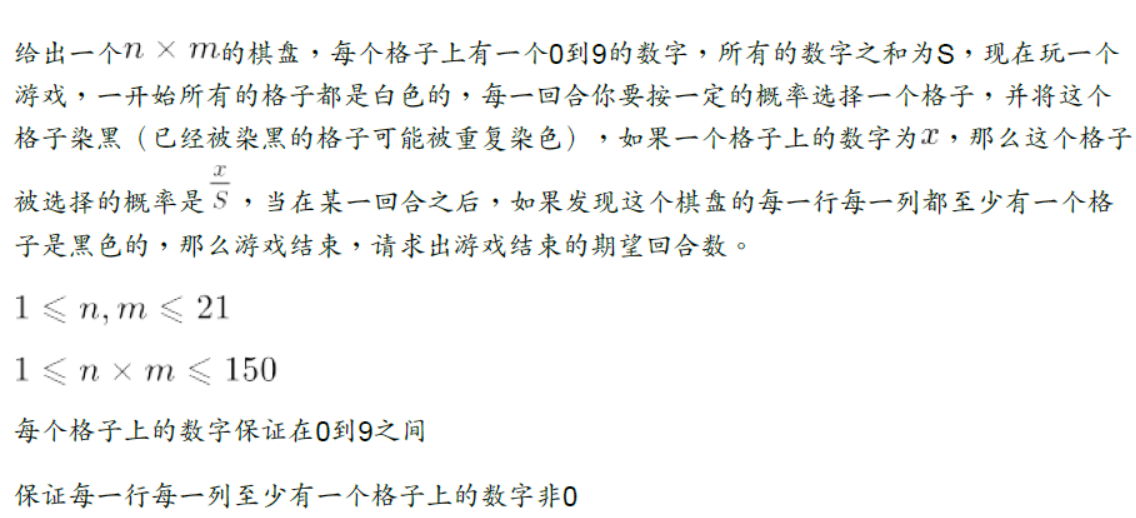 给出一个n × m的棋盘，每个格子上有一个0到9的数字，所有的数字之和为S，现在玩一个
游戏，一开始所有的格子都是白色的，每一回合你要按一定的概率选择一个格子，并将这个
格子染黑（已经被染黑的格子可能被重复染色），如果一个格子上的数字为x，那么这个格子
被选择的概率是 x/S ，当在某一回合之后，如果发现这个棋盘的每一行每一列都至少有一个格
子是黑色的，那么游戏结束，请求出游戏结束的期望回合数。
1 ⩽ n, m ⩽ 21
1 ⩽ n × m ⩽ 150
每个格子上的数字保证在0到9之间
保证每一行每一列至少有一个格子上的数字非0